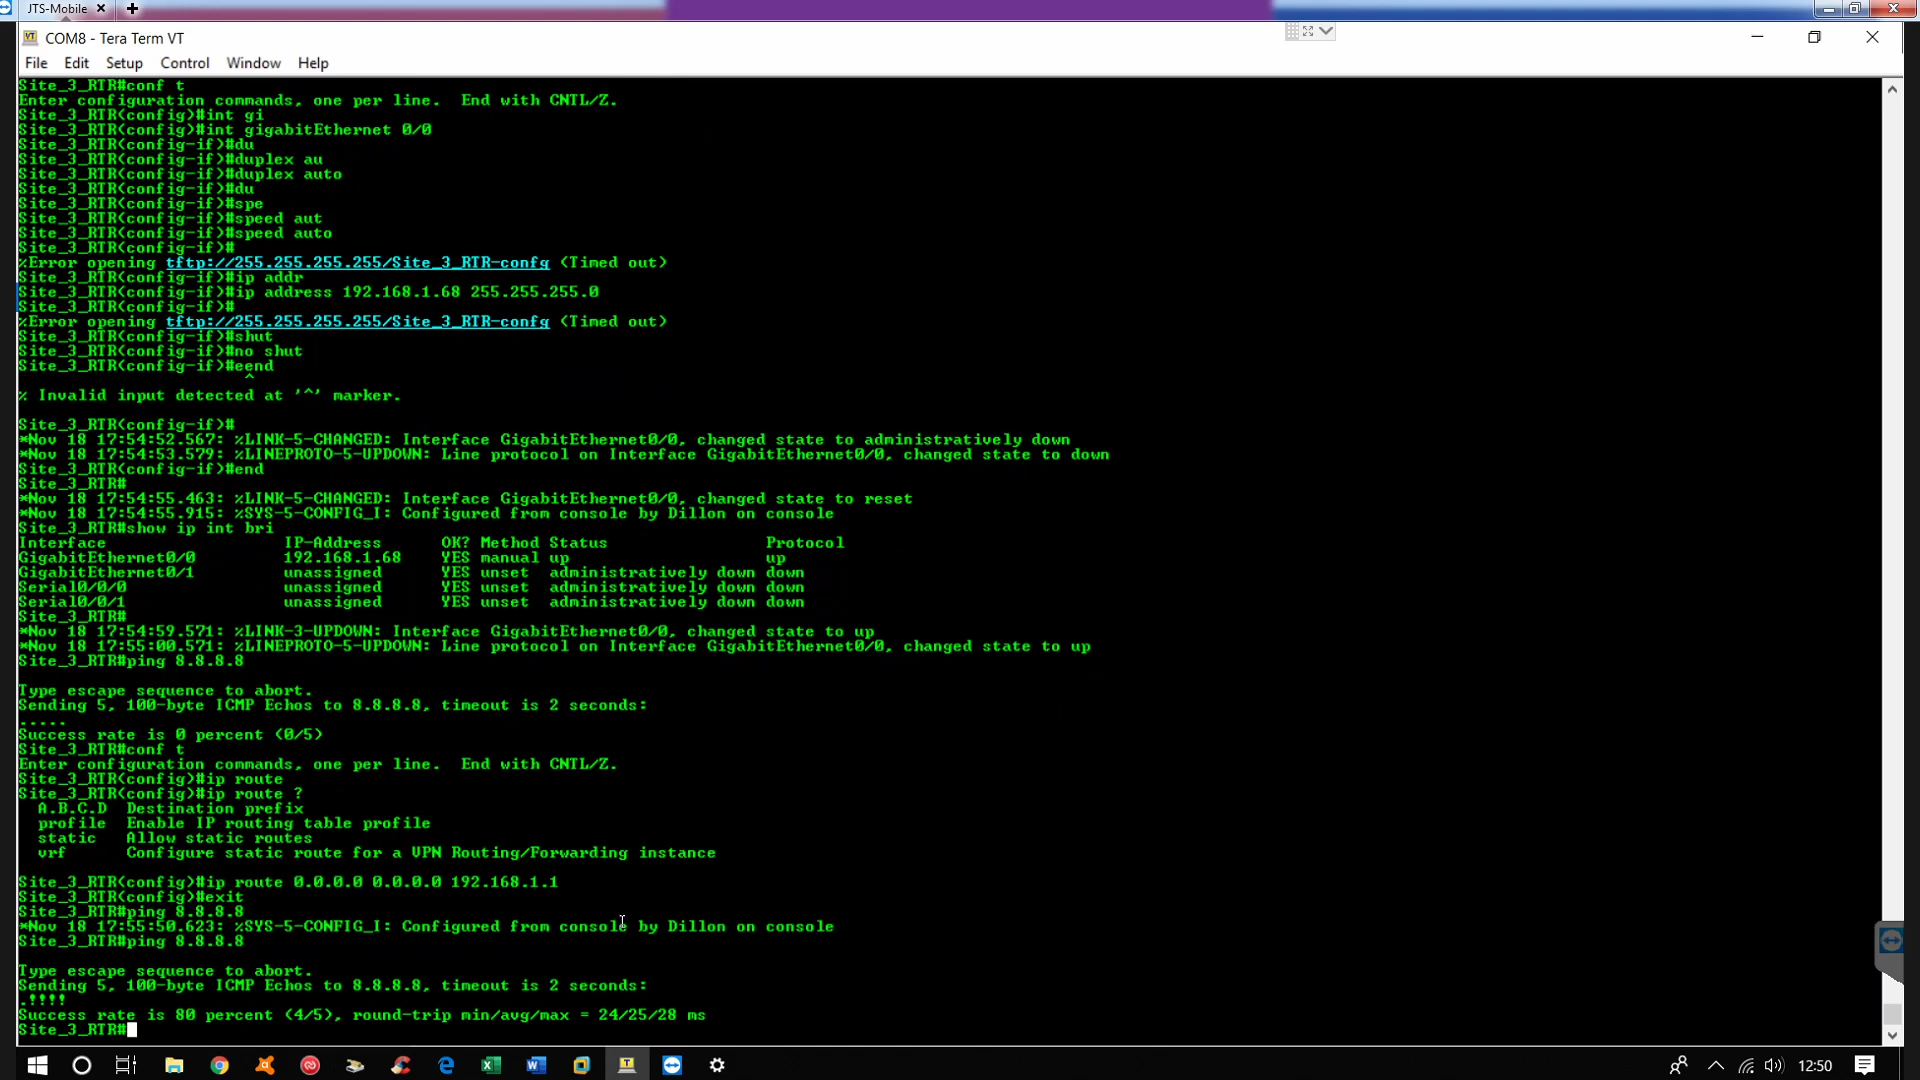 JTS-Mobile
COM8 - Tera Term VT
File Edit Setup Control Window Help
Site_3_RTR#conf t
Enter configuration commands, one per line.  End with CNTL/Z.
Site_3_RTR(config)#int gi
Site_3_RTR(config)#int gigabitEthernet 0/0
Site_3_RTR(config-if)#du
Site_3_RTR(config-if)#duplex au
Site_3_RTR(config-if)#duplex auto
Site_3_RTR(config-if)#du
Site_3_RTR(config-if)#spe
Site_3_RTR(config-if)#speed aut
Site_3_RTR(config-if)#speed auto
Site_3_RTR(config-if)#
%Error opening tftp://255.255.255.255/Site_3_RTR-confg (Timed out)
Site_3_RTR(config-if)#ip addr
Site_3_RTR(config-if)#ip address 192.168.1.68 255.255.255.0
Site_3_RTR(config-if)#
%Error opening tftp://255.255.255.255/Site_3_RTR-confg (Timed out)
Site_3_RTR(config-if)#shut
Site_3_RTR(config-if)#no shut
Site_3_RTR(config-if)#eend
^
% Invalid input detected at '^' marker.
Site_3_RTR(config-if)#
*Nov 18 17:54:52.567: %LINK-5-CHANGED: Interface GigabitEthernet0/0, changed state to administratively down
*Nov 18 17:54:53.579: %LINEPROTO-5-UPDOWN: Line protocol on Interface GigabitEthernet0/0, changed state to down
Site_3_RTR(config-if)#end
Site_3_RTR#
*Nov 18 17:54:55.463: %LINK-5-CHANGED: Interface GigabitEthernet0/0, changed state to reset
*Nov 18 17:54:55.915: %SYS-5-CONFIG_I: Configured from console by Dillon on console
Site_3_RTR#show ip int bri
Interface IP-Address OK? Method Status Protocol
GigabitEthernet0/0 192.168.1.68 YES manual up up
GigabitEthernet0/1 unassigned YES unset administratively down down
Serial0/0/0 unassigned YES unset administratively down down
Serial0/0/1 unassigned YES unset administratively down down
Site_3_RTR#
*Nov 18 17:54:59.571: %LINK-3-UPDOWN: Interface GigabitEthernet0/0, changed state to up
*Nov 18 17:55:00.571: %LINEPROTO-5-UPDOWN: Line protocol on Interface GigabitEthernet0/0, changed state to up
Site_3_RTR#ping 8.8.8.8
Type escape sequence to abort.
Sending 5, 100-byte ICMP Echos to 8.8.8.8, timeout is 2 seconds:
.....
Success rate is 0 percent (0/5)
Site_3_RTR#conf t
Enter configuration commands, one per line.  End with CNTL/Z.
Site_3_RTR(config)#ip route
Site_3_RTR(config)#ip route ?
A.B.C.D  Destination prefix
profile  Enable IP routing table profile
static   Allow static routes
vrf      Configure static route for a VPN Routing/Forwarding instance
Site_3_RTR(config)#ip route 0.0.0.0 0.0.0.0 192.168.1.1
Site_3_RTR(config)#exit
Site_3_RTR#ping 8.8.8.8
*Nov 18 17:55:50.623: %SYS-5-CONFIG_I: Configured from console by Dillon on console
Site_3_RTR#ping 8.8.8.8
Type escape sequence to abort.
Sending 5, 100-byte ICMP Echos to 8.8.8.8, timeout is 2 seconds:
.!!!!
Success rate is 80 percent (4/5), round-trip min/avg/max = 24/25/28 ms
Site_3_RTR#
12:50